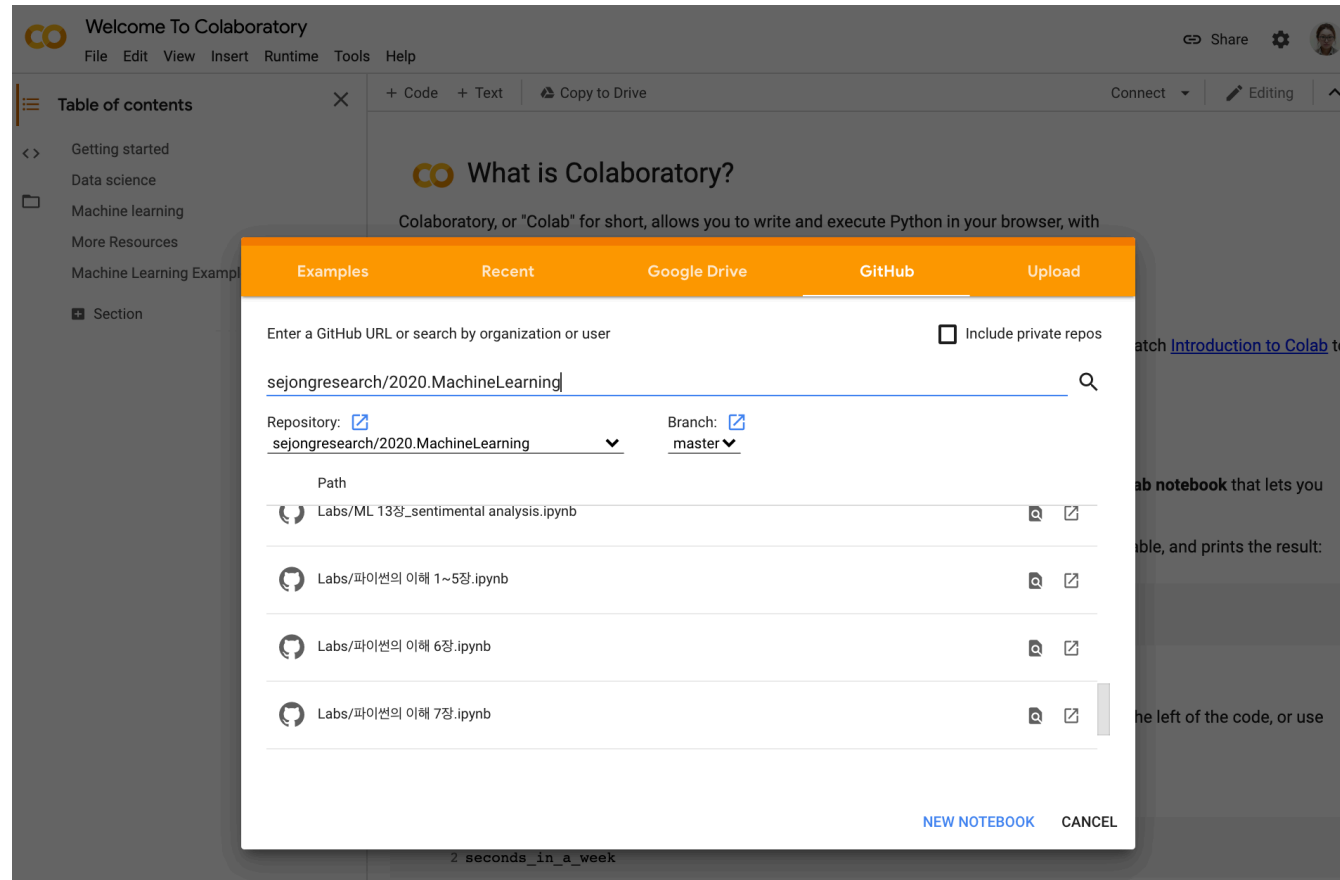 Welcome To Colaboratory
File Edit View Insert Runtime Tools Help
Share
Table of contents
+ Code + Text Copy to Drive
Connect Editing
Getting started
Data science
Machine learning
More Resources
Machine Learning Exampl
Section
What is Colaboratory?
Colaboratory, or "Colab" for short, allows you to write and execute Python in your browser, with
Examples Recent Google Drive GitHub Upload
Enter a GitHub URL or search by organization or user
Include private repos
sejongresearch/2020.MachineLearning
Repository: Branch:
sejongresearch/2020.MachineLearning master
Path
Labs/ML 13장_sentimental analysis.ipynb
Labs/파이썬의 이해 1~5장.ipynb
Labs/파이썬의 이해 6장.ipynb
Labs/파이썬의 이해 7장.ipynb
NEW NOTEBOOK CANCEL
atch Introduction to Colab t
ab notebook that lets you
able, and prints the result:
he left of the code, or use
2 seconds_in_a_week